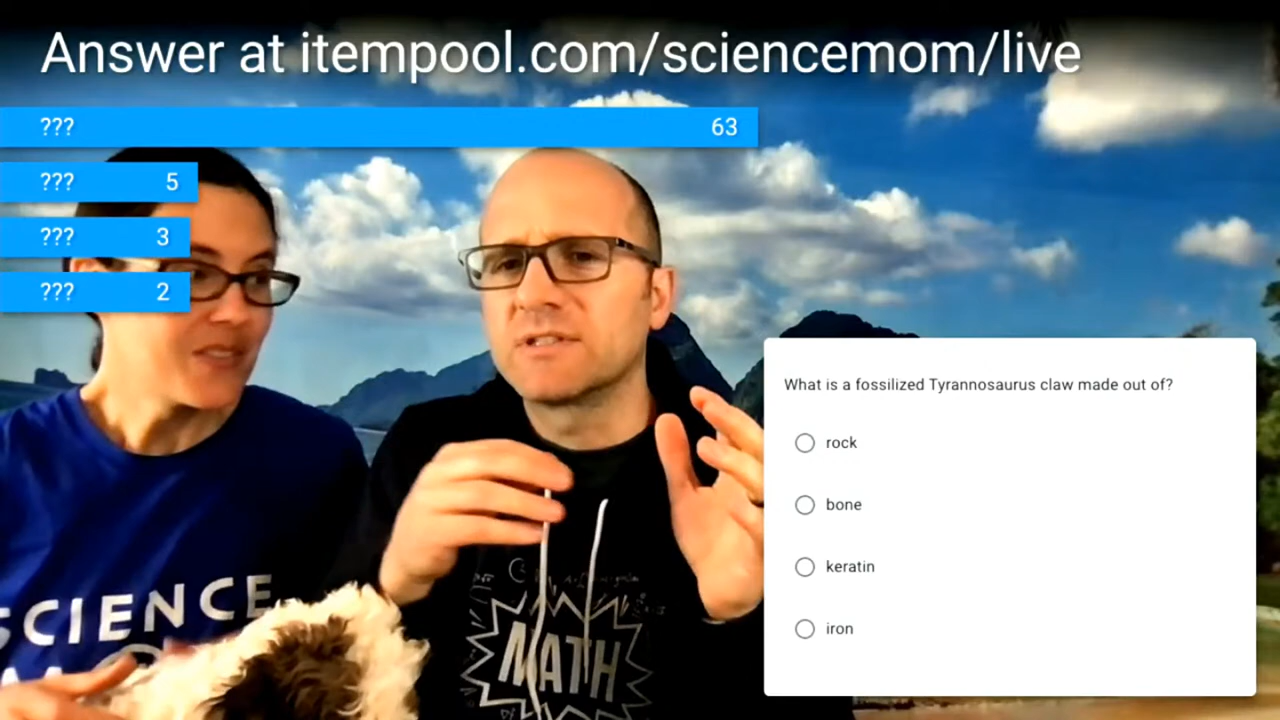 Answer at itempool.com/sciencemom/live
??? 63
??? 5
??? 3
??? 2
What is a fossilized Tyrannosaurus claw made out of?
rock
bone
keratin
iron
SCIENCE
MATH